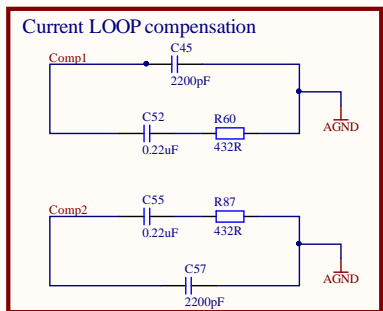 Current LOOP compensation
C45
Comp1
2200pF
C52 R60
AGND
0.22uF 432R
C55 R87
Comp2
0.22uF 432R
C57
AGND
2200pF